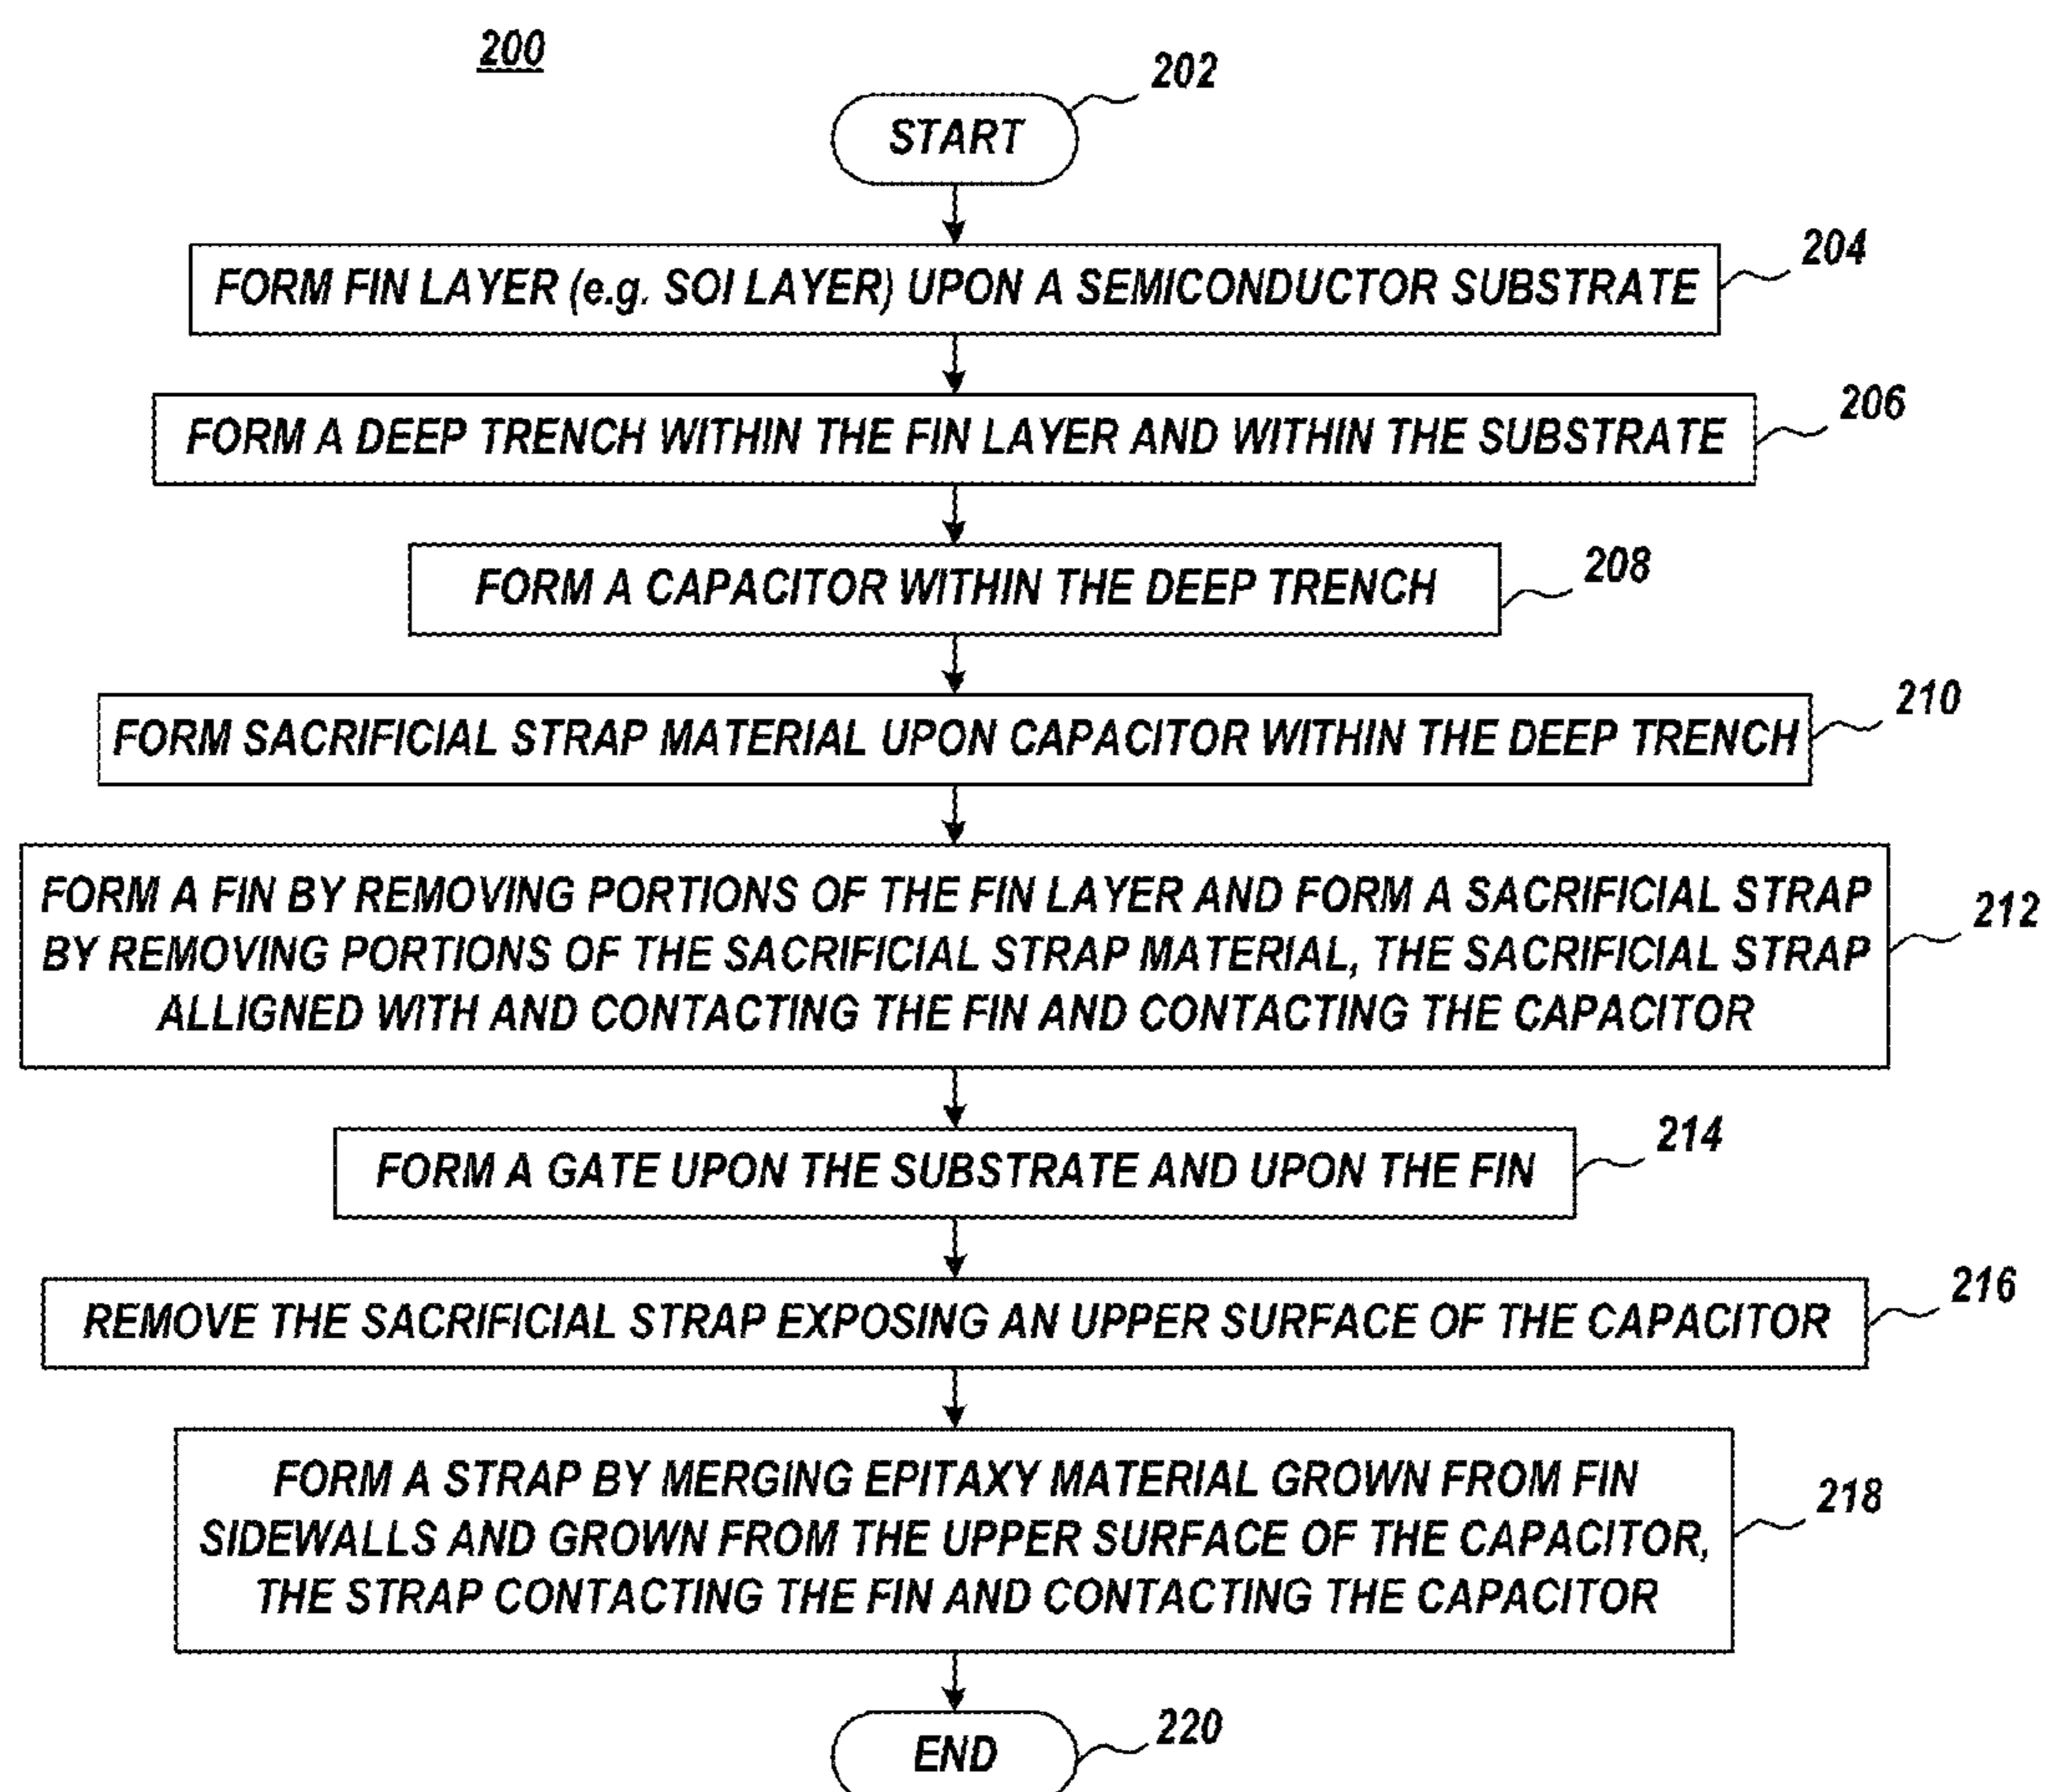 200
202
START
204
FORM FIN LAYER (e.g. SOI LAYER) UPON A SEMICONDUCTOR SUBSTRATE
206
FORM A DEEP TRENCH WITHIN THE FIN LAYER AND WITHIN THE SUBSTRATE
208
FORM A CAPACITOR WITHIN THE DEEP TRENCH
210
FORM SACRIFICIAL STRAP MATERIAL UPON CAPACITOR WITHIN THE DEEP TRENCH
212
FORM A FIN BY REMOVING PORTIONS OF THE FIN LAYER AND FORM A SACRIFICIAL STRAP
BY REMOVING PORTIONS OF THE SACRIFICIAL STRAP MATERIAL, THE SACRIFICIAL STRAP
ALLIGNED WITH AND CONTACTING THE FIN AND CONTACTING THE CAPACITOR
214
FORM A GATE UPON THE SUBSTRATE AND UPON THE FIN
216
REMOVE THE SACRIFICIAL STRAP EXPOSING AN UPPER SURFACE OF THE CAPACITOR
218
FORM A STRAP BY MERGING EPITAXY MATERIAL GROWN FROM FIN
SIDEWALLS AND GROWN FROM THE UPPER SURFACE OF THE CAPACITOR,
THE STRAP CONTACTING THE FIN AND CONTACTING THE CAPACITOR
220
END